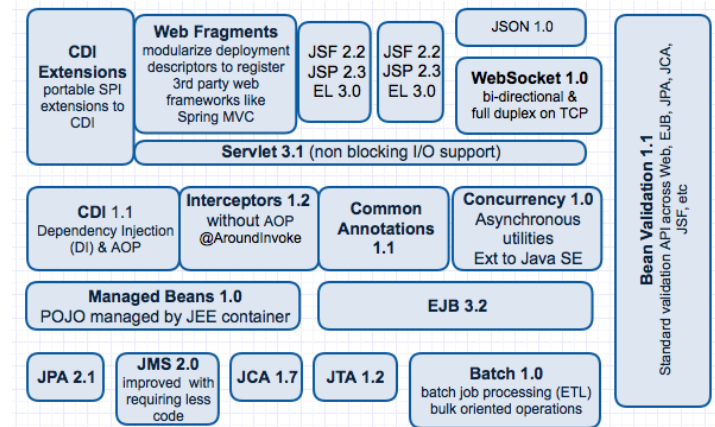 CDI
Extensions
portable SPI
extensions to
CDI
Web Fragments
modularize deployment
descriptors to register
3rd party web
frameworks like
Spring MVC
JSF 2.2
JSP 2.3
EL 3.0
JSF 2.2
JSP 2.3
EL 3.0
JSON 1.0
WebSocket 1.0
bi-directional &
full duplex on TCP
Servlet 3.1 (non blocking I/O support)
CDI 1.1
Dependency Injection
(DI) & AOP
Interceptors 1.2
without AOP
@AroundInvoke
Common
Annotations
1.1
Concurrency 1.0
Asynchronous
utilities
Ext to Java SE
Managed Beans 1.0
POJO managed by JEE container
EJB 3.2
JPA 2.1
JMS 2.0
improved with
requiring less
code
JCA 1.7
JTA 1.2
Batch 1.0
batch job processing (ETL)
bulk oriented operations
Bean Validation 1.1
Standard validation API across Web, EJB, JPA, JCA,
JSF, etc